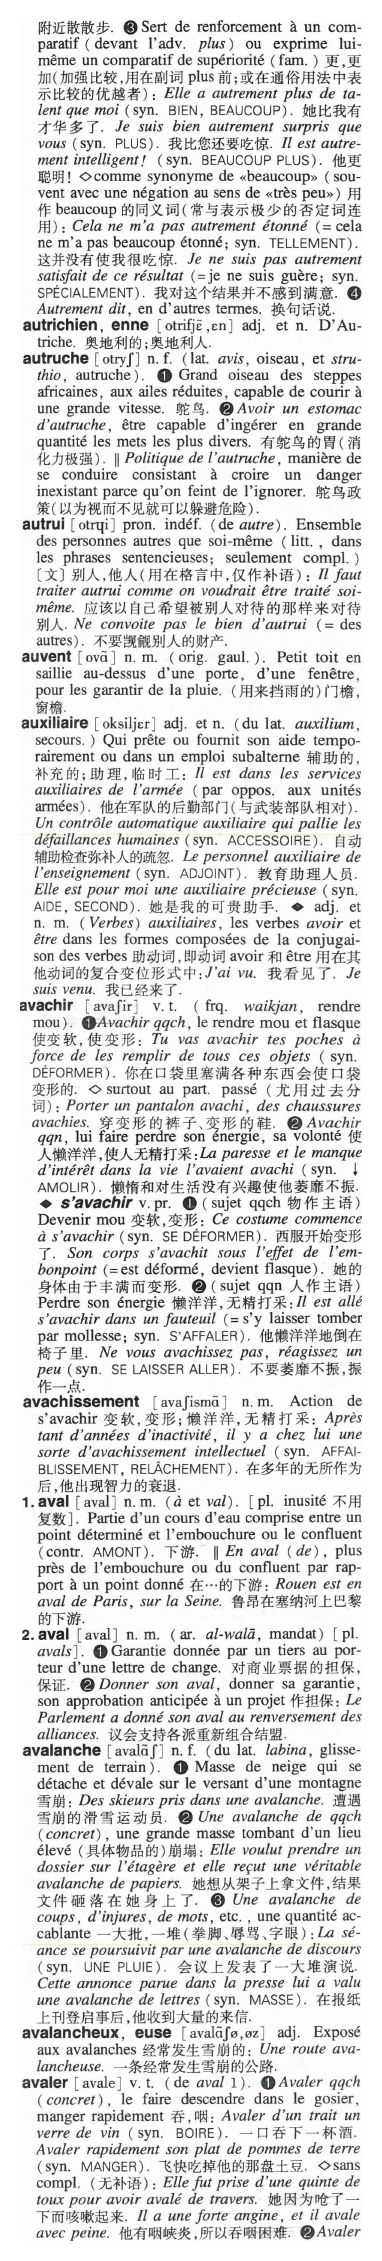 附近散散步. ❸ Sert de renforcement à un com-
paratif (devant l'adv. plus) ou exprime lui-
même un comparatif de supériorité (fam.) 更,更
加(加强比较,用在副词 plus 前;或在通俗用法中表
示比较的优越者): Elle a autrement plus de ta-
lent que moi (syn. BIEN, BEAUCOUP). 她比我有
才华多了. Je suis bien autrement surpris que
vous (syn. PLUS). 我比您还要吃惊. Il est autre-
ment intelligent! (syn. BEAUCOUP PLUS). 他更
聪明! ◇comme synonyme de «beaucoup» (sou-
vent avec une négation au sens de «très peu») 用
作 beaucoup 的同义词(常与表示极少的否定词连
用): Cela ne m'a pas autrement étonné (= cela
ne m'a pas beaucoup étonné; syn. TELLEMENT).
这并没有使我很吃惊. Je ne suis pas autrement
satisfait de ce résultat (=je ne suis guère; syn.
SPÉCIALEMENT). 我对这个结果并不感到满意. ❹
Autrement dit, en d'autres termes. 换句话说.
autrichien, enne [otriʃjɛ̃,ɛn] adj. et n. D'Au-
triche. 奥地利的;奥地利人.
autruche [otryʃ] n. f. (lat. avis, oiseau, et stru-
thio, autruche). ❶ Grand oiseau des steppes
africaines, aux ailes réduites, capable de courir à
une grande vitesse. 鸵鸟. ❷ Avoir un estomac
d'autruche, être capable d'ingérer en grande
quantité les mets les plus divers. 有鸵鸟的胃(消
化力极强). ‖ Politique de l'autruche, manière de
se conduire consistant à croire un danger
inexistant parce qu'on feint de l'ignorer. 鸵鸟政
策(以为视而不见就可以躲避危险).
autrui [otrɥi] pron. indéf. (de autre). Ensemble
des personnes autres que soi-même (litt., dans
les phrases sentencieuses; seulement compl.)
〔文〕别人,他人(用在格言中,仅作补语): Il faut
traiter autrui comme on voudrait être traité soi-
même. 应该以自己希望被别人对待的那样来对待
别人. Ne convoite pas le bien d'autrui (= des
autres). 不要觊觎别人的财产.
auvent [ovɑ̃] n. m. (orig. gaul.). Petit toit en
saillie au-dessus d'une porte, d'une fenêtre,
pour les garantir de la pluie. (用来挡雨的)门檐,
窗檐.
auxiliaire [oksiljɛr] adj. et n. (du lat. auxilium,
secours.) Qui prête ou fournit son aide tempo-
rairement ou dans un emploi subalterne 辅助的,
补充的;助理,临时工: Il est dans les services
auxiliaires de l'armée (par oppos. aux unités
armées). 他在军队的后勤部门(与武装部队相对).
Un contrôle automatique auxiliaire qui pallie les
défaillances humaines (syn. ACCESSOIRE). 自动
辅助检查弥补人的疏忽. Le personnel auxiliaire de
l'enseignement (syn. ADJOINT). 教育助理人员.
Elle est pour moi une auxiliaire précieuse (syn.
AIDE, SECOND). 她是我的可贵助手. ◆ adj. et
n. m. (Verbes) auxiliaires, les verbes avoir et
être dans les formes composées de la conjugai-
son des verbes 助动词,即动词 avoir 和 être 用在其
他动词的复合变位形式中:J'ai vu. 我看见了. Je
suis venu. 我已经来了.
avachir [avaʃir] v. t. ( frq. waikjan, rendre
mou). ❶Avachir qqch, le rendre mou et flasque
使变软,使变形: Tu vas avachir tes poches à
force de les remplir de tous ces objets ( syn.
DÉFORMER). 你在口袋里塞满各种东西会使口袋
变形的. ◇ surtout au part. passé (尤用过去分
词): Porter un pantalon avachi, des chaussures
avachies. 穿变形的裤子、变形的鞋. ❷ Avachir
qqn, lui faire perdre son énergie, sa volonté 使
人懒洋洋,使人无精打采:La paresse et le manque
d'intérêt dans la vie l'avaient avachi (syn. ↓
AMOLIR). 懒惰和对生活没有兴趣使他萎靡不振.
◆ s'avachir v. pr. ❶ (sujet qqch 物作主语)
Devenir mou 变软,变形: Ce costume commence
à s'avachir (syn. SE DÉFORMER). 西服开始变形
了. Son corps s'avachit sous l'effet de l'em-
bonpoint (=est déformé, devient flasque). 她的
身体由于丰满而变形. ❷ (sujet qqn 人作主语)
Perdre son énergie 懒洋洋,无精打采:Il est allé
s'avachir dans un fauteuil (= s'y laisser tomber
par mollesse; syn. S'AFFALER). 他懒洋洋地倒在
椅子里. Ne vous avachissez pas, réagissez un
peu (syn. SE LAISSER ALLER). 不要萎靡不振,振
作一点.
avachissement [avaʃismɑ̃] n. m. Action de
s'avachir 变软,变形;懒洋洋,无精打采: Après
tant d'années d'inactivité, il y a chez lui une
sorte d'avachissement intellectuel (syn. AFFAI-
BLISSEMENT, RELÂCHEMENT). 在多年的无所作为
后,他出现智力的衰退.
1. aval [aval] n. m. (à et val). [pl. inusité 不用
复数]. Partie d'un cours d'eau comprise entre un
point déterminé et l'embouchure ou le confluent
(contr. AMONT). 下游. ‖ En aval (de), plus
près de l'embouchure ou du confluent par rap-
port à un point donné 在…的下游: Rouen est en
aval de Paris, sur la Seine. 鲁昂在塞纳河上巴黎
的下游.
2. aval [aval] n. m. (ar. al-walā, mandat) [pl.
avals]. ❶ Garantie donnée par un tiers au por-
teur d'une lettre de change. 对商业票据的担保,
保证. ❷ Donner son aval, donner sa garantie,
son approbation anticipée à un projet 作担保: Le
Parlement a donné son aval au renversement des
alliances. 议会支持各派重新组合结盟.
avalanche [avalɑ̃ʃ] n. f. (du lat. labina, glisse-
ment de terrain). ❶ Masse de neige qui se
détache et dévale sur le versant d'une montagne
雪崩: Des skieurs pris dans une avalanche. 遭遇
雪崩的滑雪运动员. ❷ Une avalanche de qqch
(concret), une grande masse tombant d'un lieu
élevé (具体物品的)崩塌: Elle voulut prendre un
dossier sur l'étagère et elle reçut une véritable
avalanche de papiers. 她想从架子上拿文件,结果
文件砸落在她身上了. ❸ Une avalanche de
coups, d'injures, de mots, etc., une quantité ac-
cablante 一大批,一堆(拳脚、辱骂、字眼):La sé-
ance se poursuivit par une avalanche de discours
(syn. UNE PLUIE). 会议上发表了一大堆演说.
Cette annonce parue dans la presse lui a valu
une avalanche de lettres (syn. MASSE). 在报纸
上刊登启事后,他收到大量的来信.
avalancheux, euse [avalɑ̃ʃø,øz] adj. Exposé
aux avalanches 经常发生雪崩的: Une route ava-
lancheuse. 一条经常发生雪崩的公路.
avaler [avale] v. t. (de aval 1). ❶Avaler qqch
(concret), le faire descendre dans le gosier,
manger rapidement 吞,咽: Avaler d'un trait un
verre de vin (syn. BOIRE). 一口吞下一杯酒.
Avaler rapidement son plat de pommes de terre
(syn. MANGER). 飞快吃掉他的那盘土豆. ◇sans
compl. (无补语): Elle fut prise d'une quinte de
toux pour avoir avalé de travers. 她因为呛了一
下而咳嗽起来. Il a une forte angine, et il avale
avec peine. 他有咽峡炎,所以吞咽困难. ❷Avaler